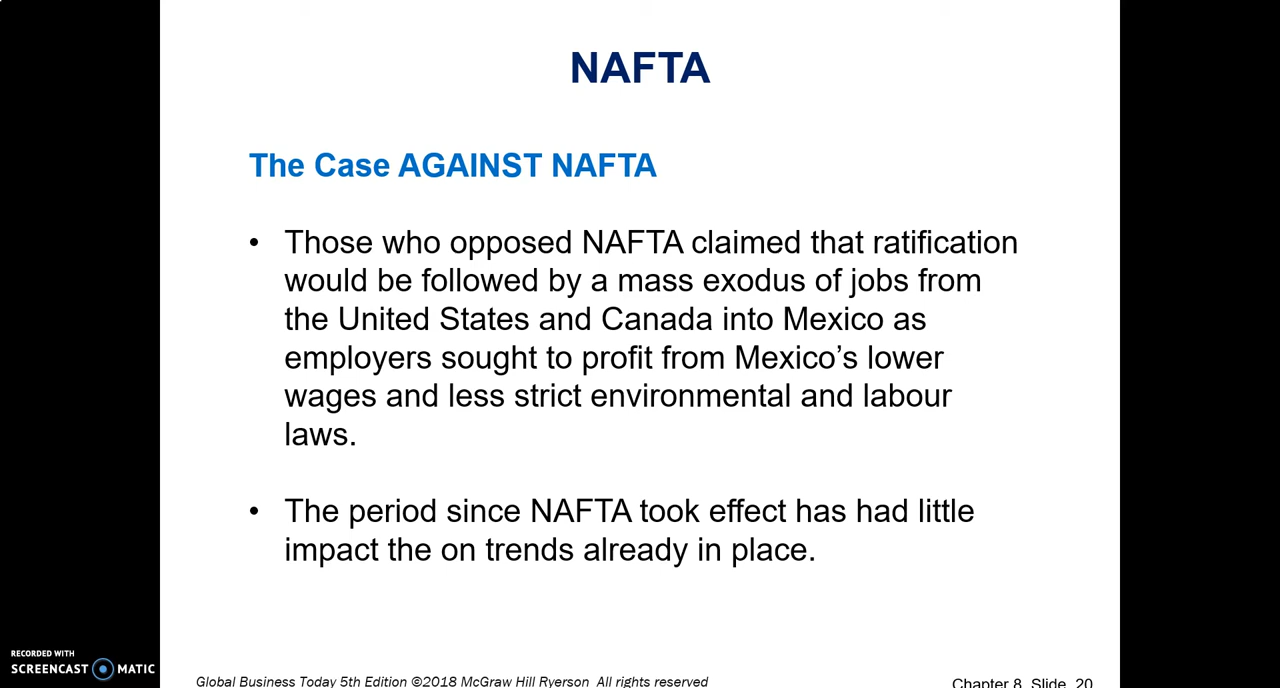 NAFTA
The Case AGAINST NAFTA
• Those who opposed NAFTA claimed that ratification
would be followed by a mass exodus of jobs from
the United States and Canada into Mexico as
employers sought to profit from Mexico’s lower
wages and less strict environmental and labour
laws.
• The period since NAFTA took effect has had little
impact the on trends already in place.
RECORDED WITH
SCREENCAST MATIC
Global Business Today 5th Edition ©2018 McGraw Hill Ryerson All rights reserved
Chapter 8, Slide 20